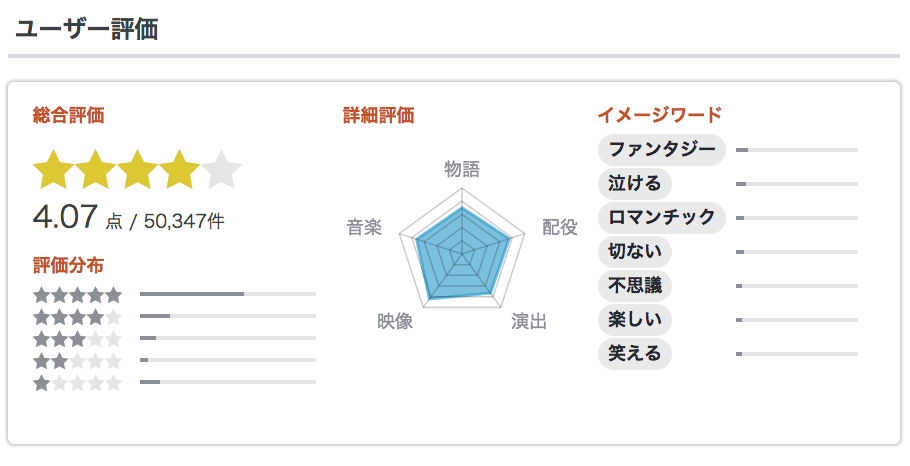 ユーザー評価
総合評価
4.07 点 / 50,347件
評価分布
詳細評価
物語
音楽
配役
映像
演出
イメージワード
ファンタジー
泣ける
ロマンチック
切ない
不思議
楽しい
笑える